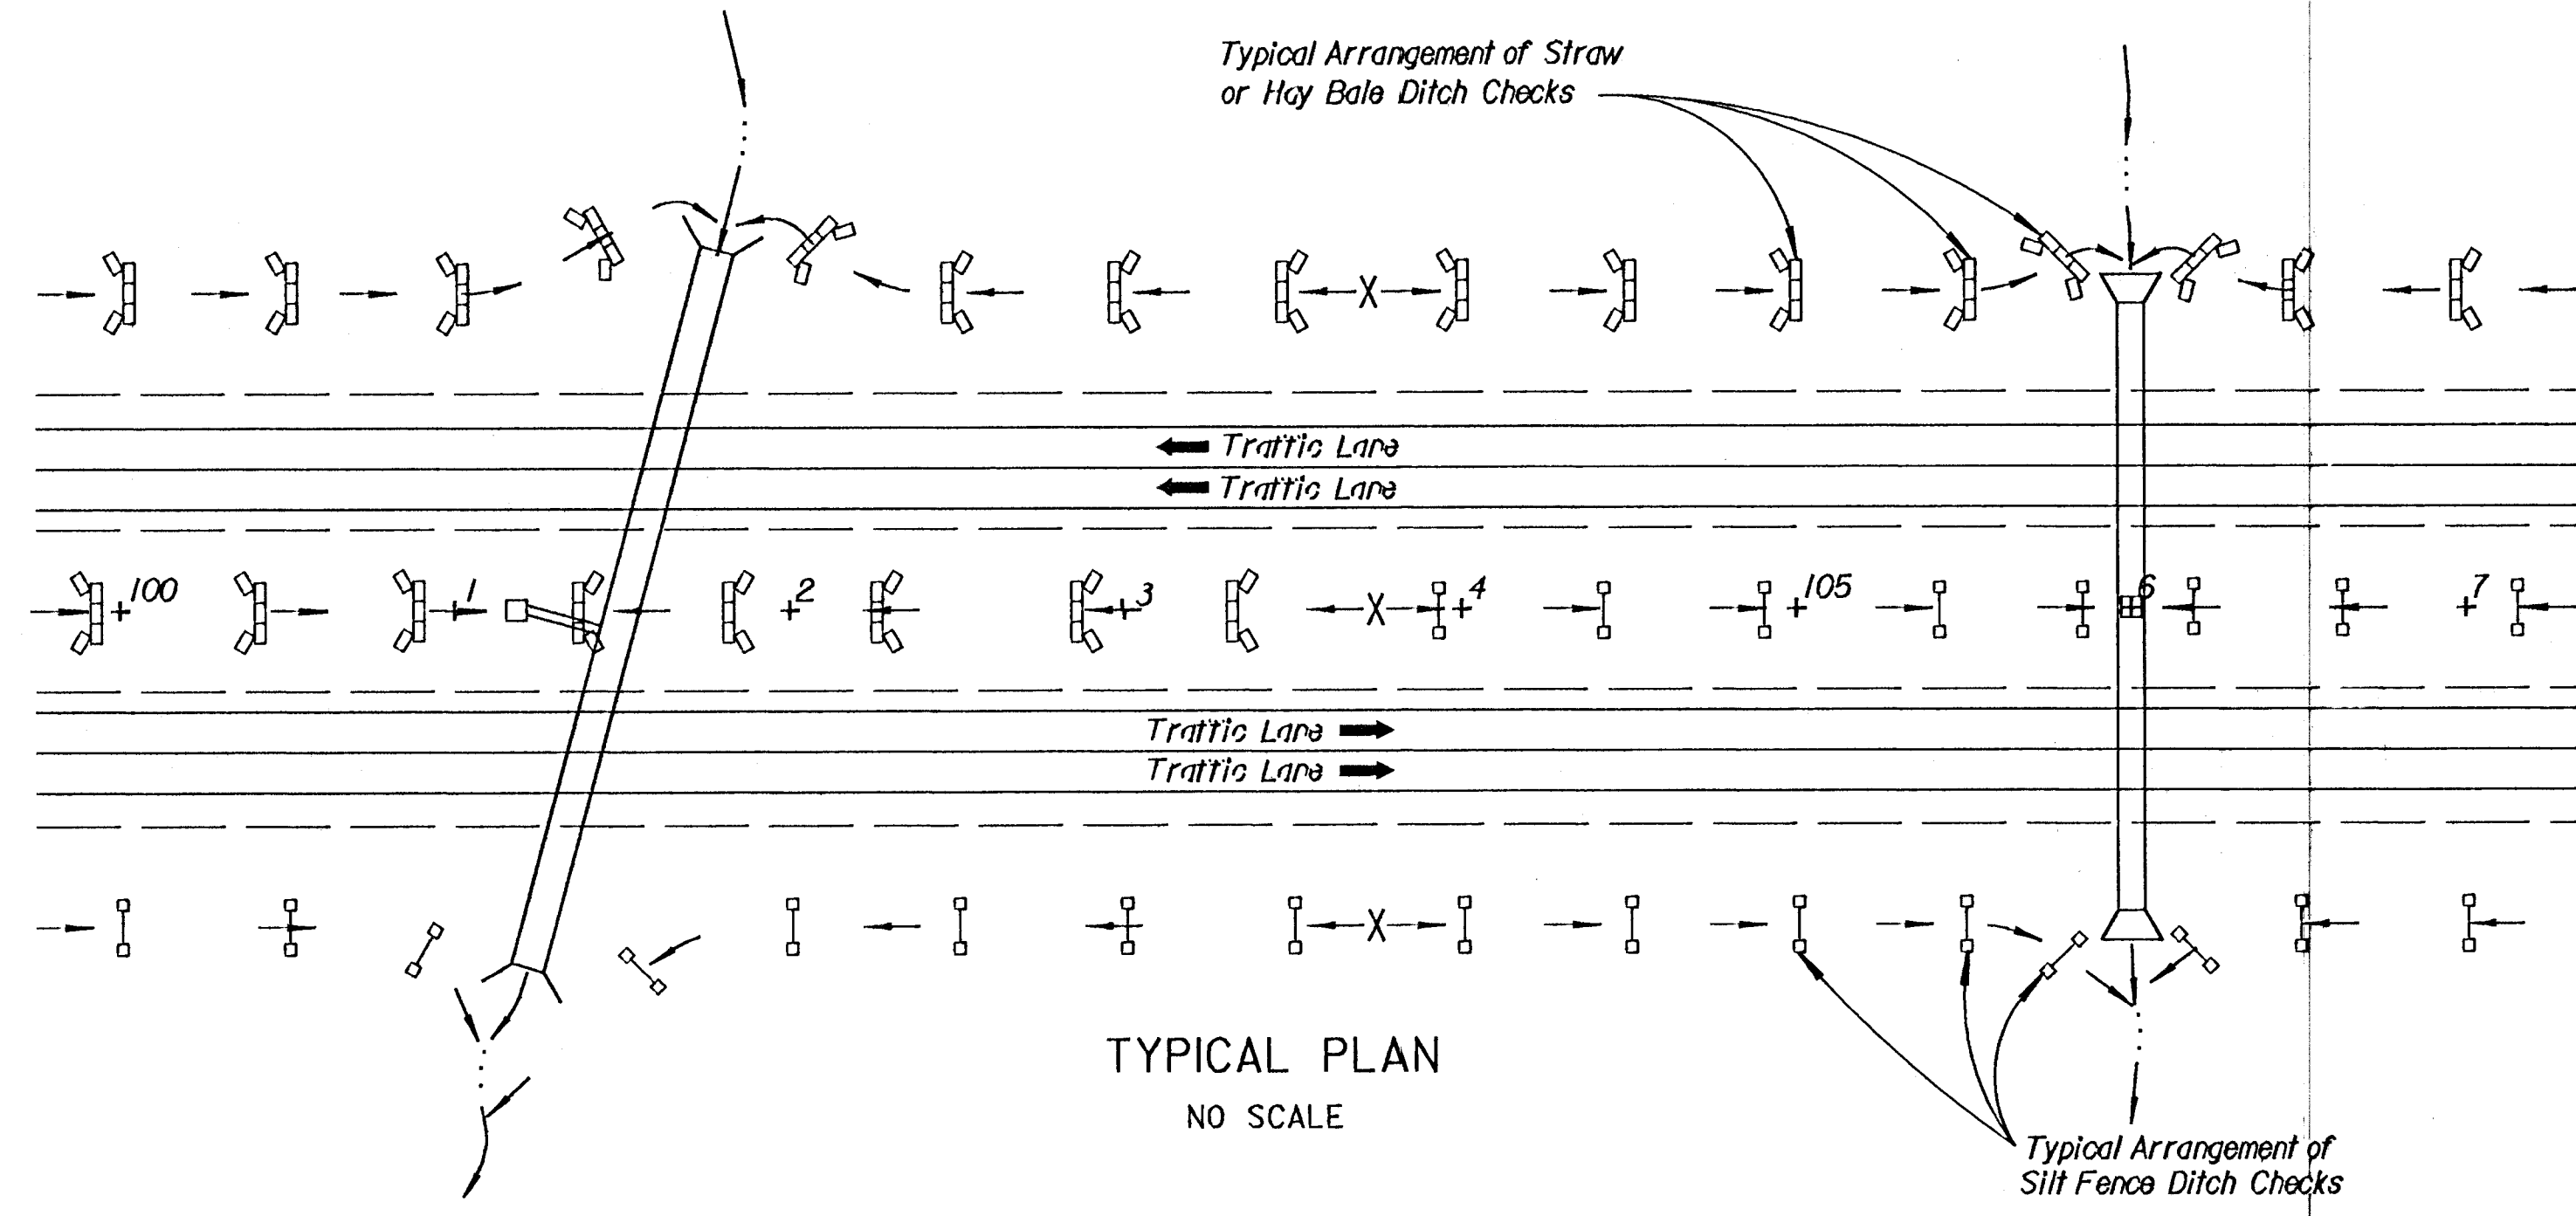 Typical Arrangement of Straw
or Hay Bale Ditch Checks
X
Traffic Lane
Traffic Lane
100
1
2
3
X
4
105
6
7
Traffic Lane
Traffic Lane
X
TYPICAL PLAN
NO SCALE
Typical Arrangement of
Silt Fence Ditch Checks